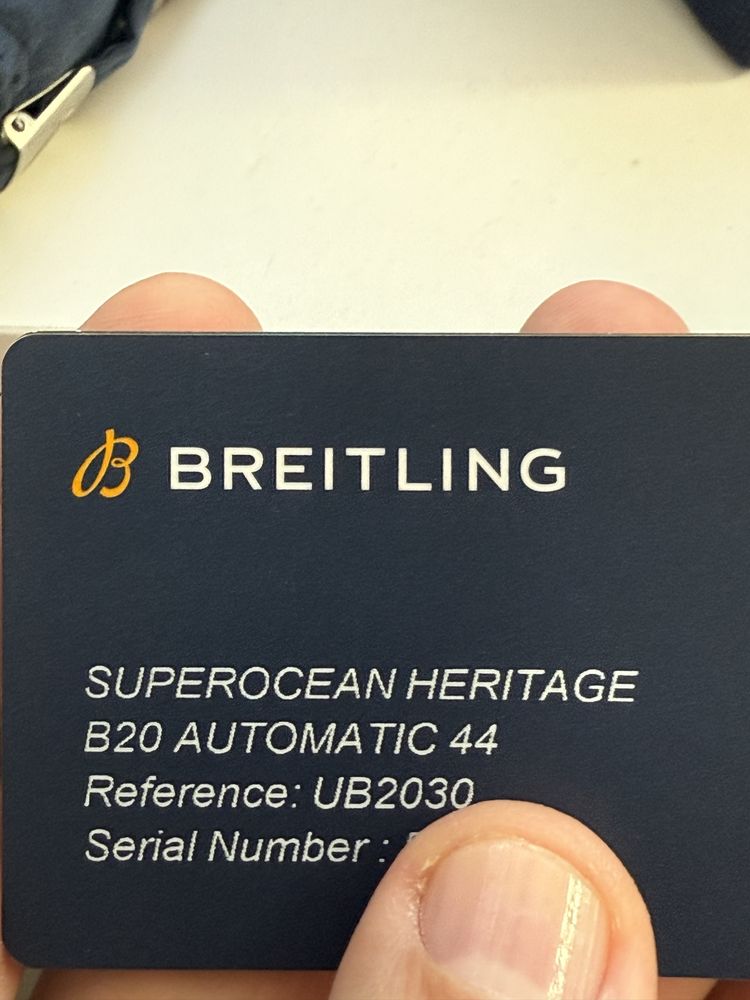 BREITLING
SUPEROCEAN HERITAGE
B20 AUTOMATIC 44
Reference: UB2030
Serial Number :